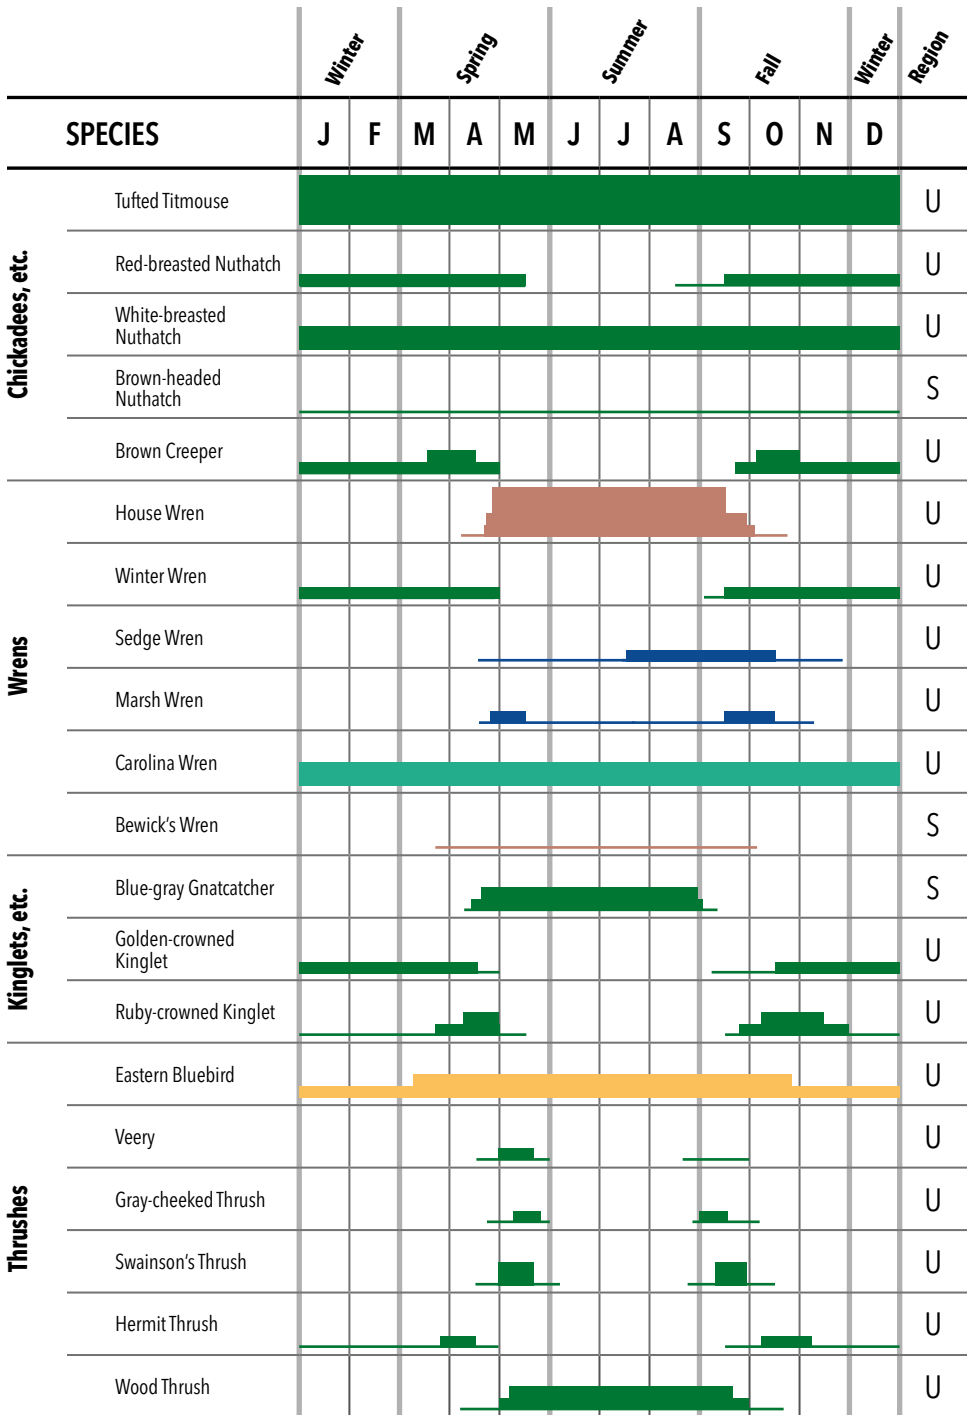 Winter
Spring
Summer
Fall
Winter
Region
SPECIES J F M A M J J A S O N D
Chickadees, etc.
Tufted Titmouse U
Red-breasted Nuthatch U
White-breasted
Nuthatch U
Brown-headed
Nuthatch S
Brown Creeper U
Wrens
House Wren U
Winter Wren U
Sedge Wren U
Marsh Wren U
Carolina Wren U
Bewick's Wren S
Kinglets, etc.
Blue-gray Gnatcatcher S
Golden-crowned
Kinglet U
Ruby-crowned Kinglet U
Thrushes
Eastern Bluebird U
Veery U
Gray-cheeked Thrush U
Swainson's Thrush U
Hermit Thrush U
Wood Thrush U